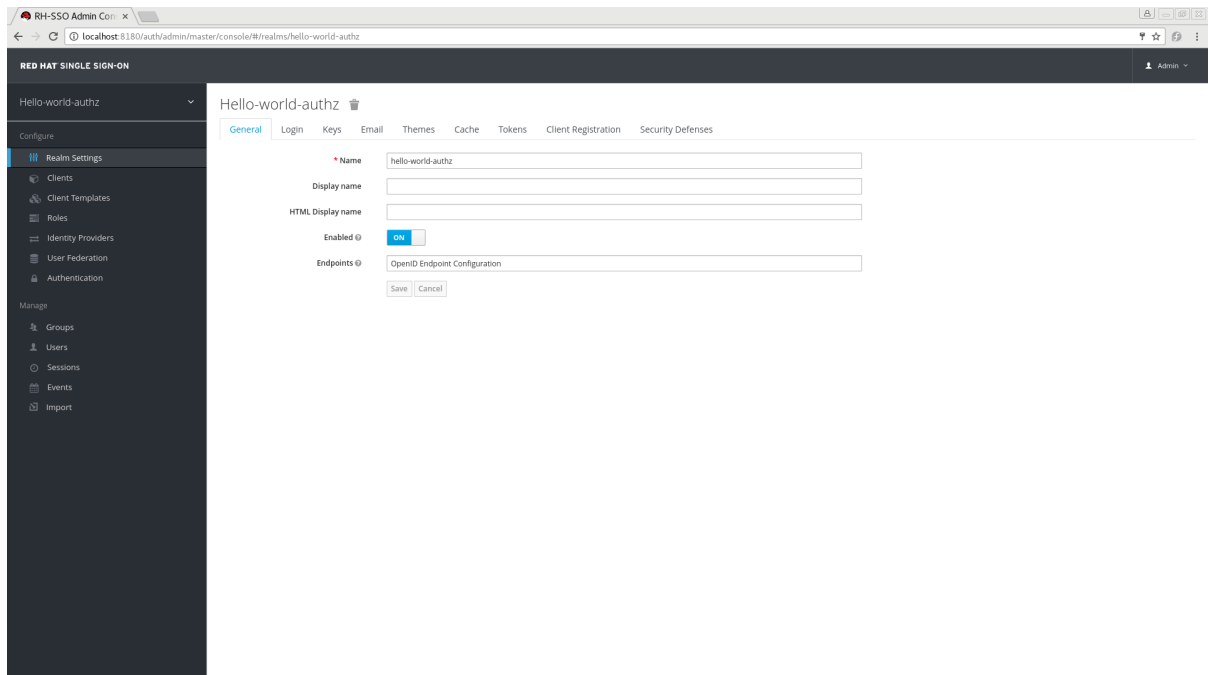 RH-SSO Admin Con
localhost:8180/auth/admin/master/console/#/realms/hello-world-authz
RED HAT SINGLE SIGN-ON
Admin
Hello-world-authz
Configure
Realm Settings
Clients
Client Templates
Roles
Identity Providers
User Federation
Authentication
Manage
Groups
Users
Sessions
Events
Import
Hello-world-authz
General Login Keys Email Themes Cache Tokens Client Registration Security Defenses
* Name hello-world-authz
Display name
HTML Display name
Enabled ON
Endpoints OpenID Endpoint Configuration
Save Cancel